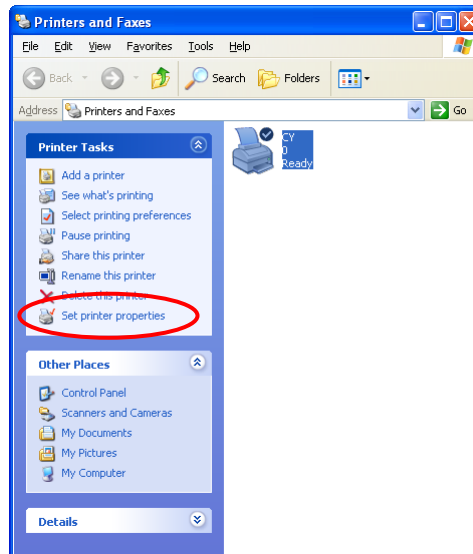 Printers and Faxes
File Edit View Favorites Tools Help
Back Search Folders
Address Printers and Faxes Go
Printer Tasks
CY
0
Ready
Add a printer
See what's printing
Select printing preferences
Pause printing
Share this printer
Rename this printer
Delete this printer
Set printer properties
Other Places
Control Panel
Scanners and Cameras
My Documents
My Pictures
My Computer
Details